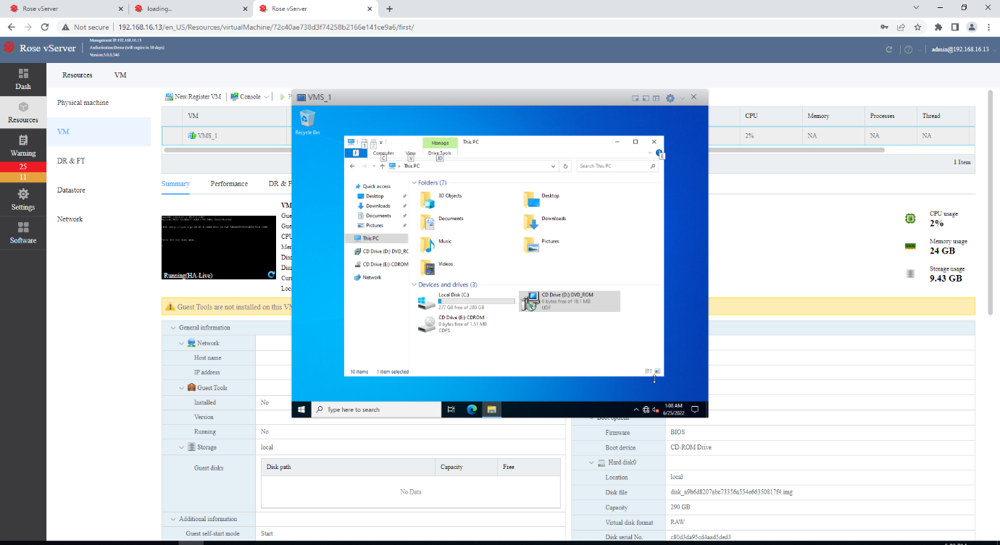 Rose vServer
loading...
Rose vServer
Not secure
192.168.16.13/en_US/Resources/virtualMachine/72c40ae738d3f74258b2166e141ce9a6/first/
Rose vServer
Management IP:192.168.16.13
Authorization:Demo (will expire in 30 days)
Version:3.0.0.346
admin@192.168.16.13
Dash
Resources
Warning
25
11
Settings
Software
Resources
VM
Physical machine
VM
DR & FT
Datastore
Network
New/Register VM
Console
VM
CPU
Memory
Processes
Thread
VMS_1
2%
NA
NA
NA
1 Item
Summary
Performance
DR & F
Running(HA-Live)
VM
Gue
Gue
CPU
Mem
Disa
Disa
Curr
Loc
CPU usage
2%
Memory usage
24 GB
Storage usage
9.43 GB
Guest Tools are not installed on this VM
General information
Network
Host name
IP address
Guest Tools
Installed
No
Version
Running
No
Storage
local
Guest disks
Disk path
Capacity
Free
No Data
Additional information
Guest self-start mode
Start
Boot options
Firmware
BIOS
Boot device
CD-ROM Drive
Hard disk0
Location
local
Disk file
disk_a9b6d8207abc73356a554e66350817f4.img
Capacity
290 GB
Virtual disk format
RAW
Disk serial No.
c80d3da95cd4aad5ded3
VMS_1
Recycle Bin
1
2
Manage
This PC
F
Computer
View
Drive Tools
C
V
JD
E
This PC
Search This PC
Quick access
Desktop
Downloads
Documents
Pictures
This PC
CD Drive (D:) DVD_RO
CD Drive (E:) CDROM
Network
Folders (7)
3D Objects
Desktop
Documents
Downloads
Music
Pictures
Videos
Devices and drives (3)
Local Disk (C:)
277 GB free of 289 GB
CD Drive (D:) DVD_ROM
0 bytes free of 18.1 MB
UDF
CD Drive (E:) CDROM
0 bytes free of 1.51 MB
CDFS
10 items
1 item selected
Type here to search
1:08 AM
6/25/2022